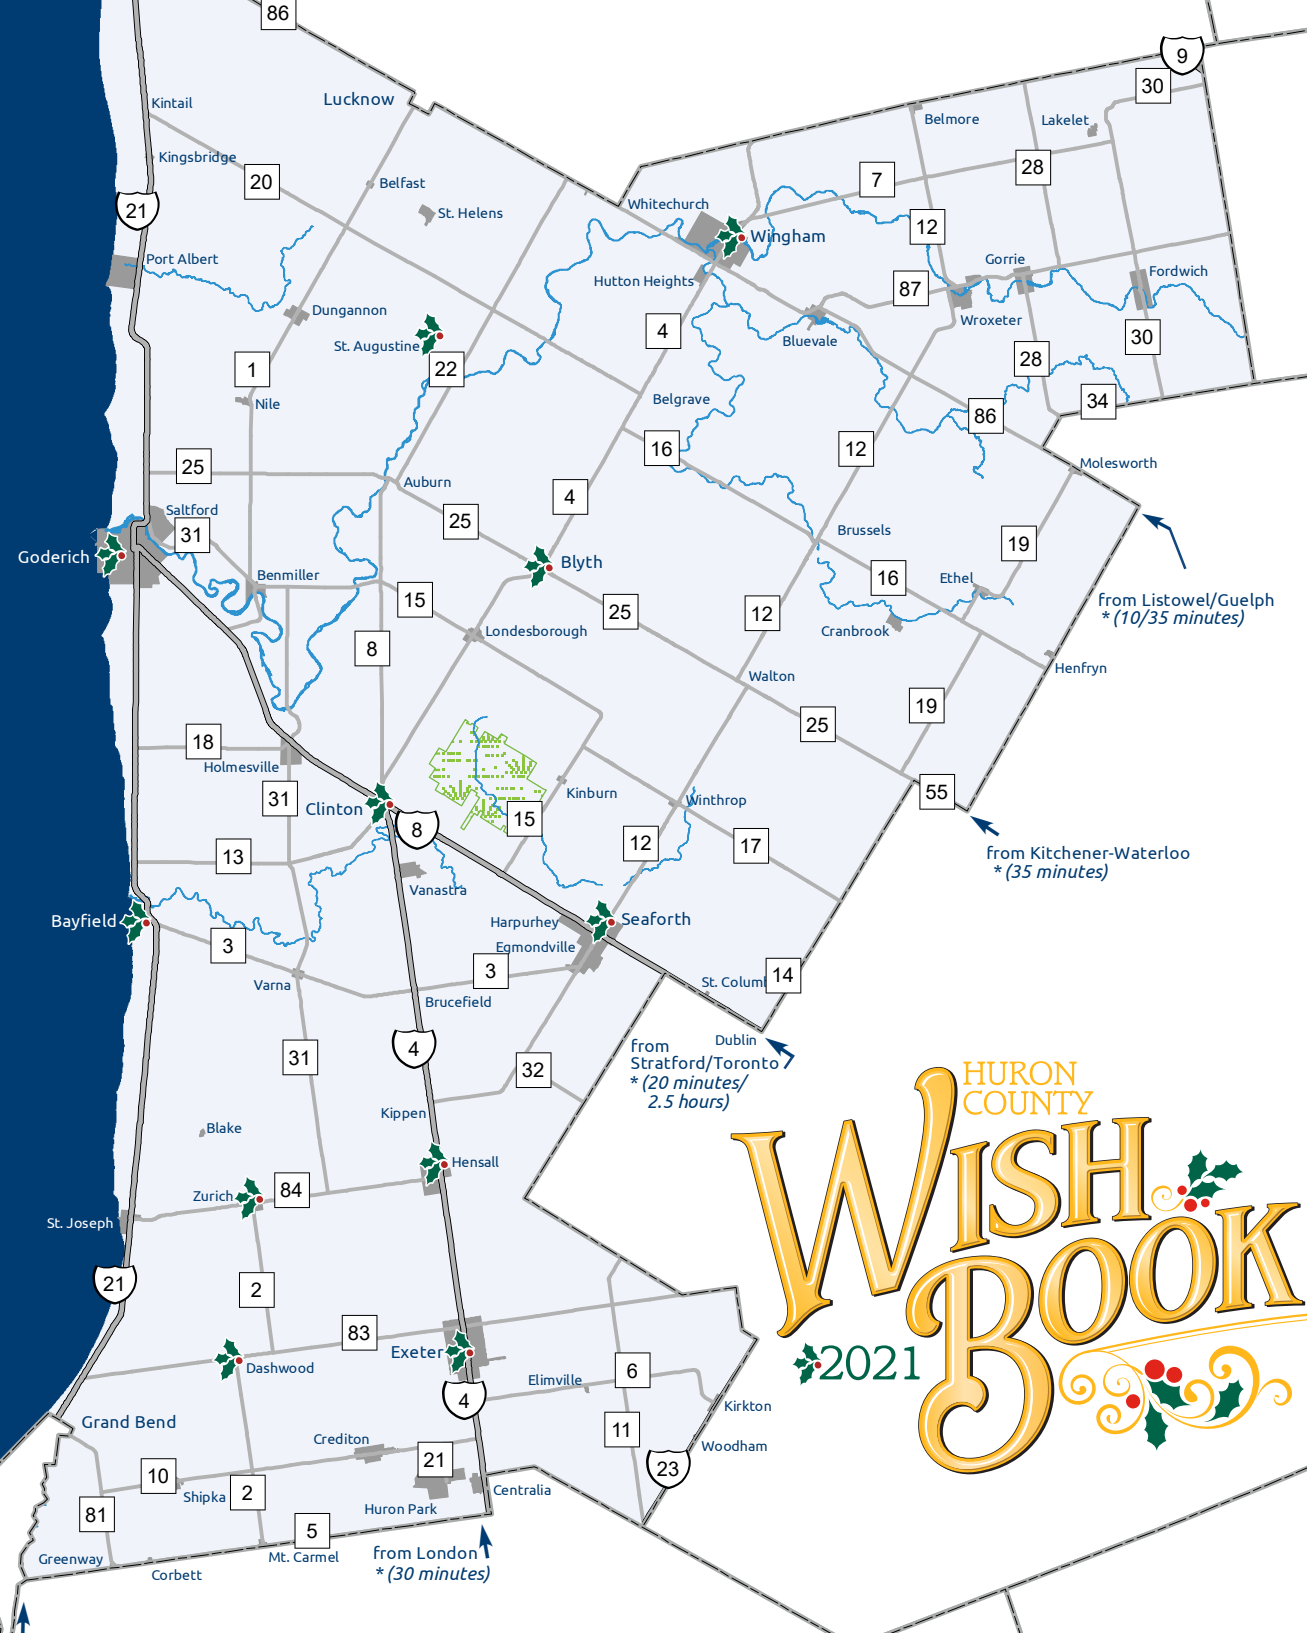 86
9
30
Kintail
Lucknow
Belmore
Lakelet
Kingsbridge
20
Belfast
7
28
21
St. Helens
Whitechurch
12
Wingham
Port Albert
Gorrie
Fordwich
Hutton Heights
87
Dungannon
Wroxeter
St. Augustine
4
Bluevale
30
1
22
28
Nile
Belgrave
34
86
16
12
25
Molesworth
Auburn
4
Saltford
25
31
Brussels
19
Goderich
Blyth
Benmiller
16
Ethel
15
25
12
from Listowel/Guelph
* (10/35 minutes)
Londesborough
Cranbrook
8
Henfryn
Walton
19
18
25
Holmesville
31
Kinburn
55
Clinton
15
Winthrop
8
12
17
from Kitchener-Waterloo
* (35 minutes)
13
Vanastra
Bayfield
Harpurhey
Seaforth
3
Egmondville
3
Varna
St. Colum
14
Brucefield
4
Dublin
31
from
Stratford/Toronto
* (20 minutes/
2.5 hours)
32
Kippen
Blake
HURON
COUNTY
WISH
BOOK
2021
Hensall
Zurich
84
St. Joseph
21
2
83
Exeter
Dashwood
Elimville
6
4
Kirkton
Grand Bend
11
Crediton
Woodham
21
23
10
Shipka
2
Centralia
81
Huron Park
5
Greenway
Mt. Carmel
from London
* (30 minutes)
Corbett